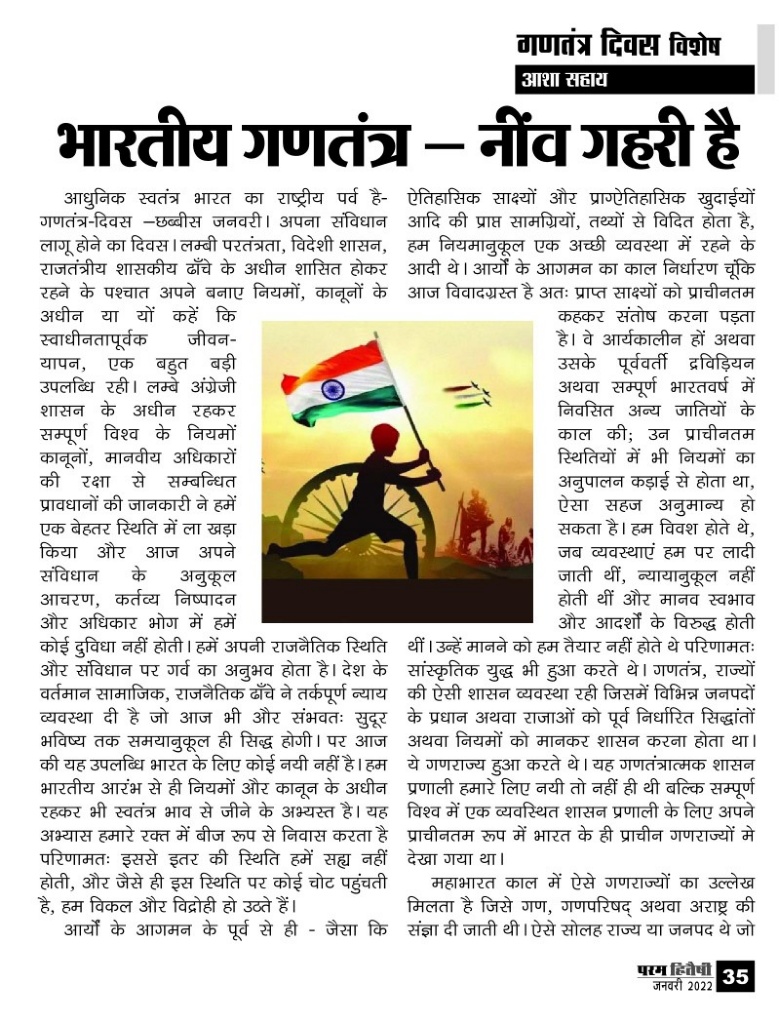 गणतंत्र दिवस विशेष
आशा सहाय
भारतीय गणतंत्र – नींव गहरी है
आधुनिक स्वतंत्र भारत का राष्ट्रीय पर्व है-
गणतंत्र-दिवस –छब्बीस जनवरी। अपना संविधान
लागू होने का दिवस। लम्बी परतंत्रता, विदेशी शासन,
राजतंत्रीय शासकीय ढाँचे के अधीन शासित होकर
रहने के पश्चात अपने बनाए नियमों, कानूनों के
अधीन या यों कहें कि
स्वाधीनतापूर्वक जीवन-
यापन, एक बहुत बड़ी
उपलब्धि रही। लम्बे अंग्रेजी
शासन के अधीन रहकर
सम्पूर्ण विश्व के नियमों
कानूनों, मानवीय अधिकारों
की रक्षा से सम्बन्धित
प्रावधानों की जानकारी ने हमें
एक बेहतर स्थिति में ला खड़ा
किया और आज अपने
संविधान के अनुकूल
आचरण, कर्तव्य निष्पादन
और अधिकार भोग में हमें
कोई दुविधा नहीं होती। हमें अपनी राजनैतिक स्थिति
और संविधान पर गर्व का अनुभव होता है। देश के
वर्तमान सामाजिक, राजनैतिक ढाँचे ने तर्कपूर्ण न्याय
व्यवस्था दी है जो आज भी और संभवतः सुदूर
भविष्य तक समयानुकूल ही सिद्ध होगी। पर आज
की यह उपलब्धि भारत के लिए कोई नयी नहीं है। हम
भारतीय आरंभ से ही नियमों और कानून के अधीन
रहकर भी स्वतंत्र भाव से जीने के अभ्यस्त है। यह
अभ्यास हमारे रक्त में बीज रूप से निवास करता है
परिणामतः इससे इतर की स्थिति हमें सह्य नहीं
होती, और जैसे ही इस स्थिति पर कोई चोट पहुंचती
है, हम विकल और विद्रोही हो उठते हैं।
आर्यों के आगमन के पूर्व से ही - जैसा कि
ऐतिहासिक साक्ष्यों और प्राग्ऐतिहासिक खुदाईयों
आदि की प्राप्त सामग्रियों, तथ्यों से विदित होता है,
हम नियमानुकूल एक अच्छी व्यवस्था में रहने के
आदी थे। आर्यों के आगमन का काल निर्धारण चूंकि
आज विवादग्रस्त है अतः प्राप्त साक्ष्यों को प्राचीनतम
कहकर संतोष करना पड़ता
है। वे आर्यकालीन हों अथवा
उसके पूर्ववर्ती द्रविड़ियन
अथवा सम्पूर्ण भारतवर्ष में
निवसित अन्य जातियों के
काल की; उन प्राचीनतम
स्थितियों में भी नियमों का
अनुपालन कड़ाई से होता था,
ऐसा सहज अनुमान्य हो
सकता है। हम विवश होते थे,
जब व्यवस्थाएं हम पर लादी
जाती थीं, न्यायानुकूल नहीं
होती थीं और मानव स्वभाव
और आदर्शों के विरुद्ध होती
थीं। उन्हें मानने को हम तैयार नहीं होते थे परिणामतः
सांस्कृतिक युद्ध भी हुआ करते थे। गणतंत्र, राज्यों
की ऐसी शासन व्यवस्था रही जिसमें विभिन्न जनपदों
के प्रधान अथवा राजाओं को पूर्व निर्धारित सिद्धांतों
अथवा नियमों को मानकर शासन करना होता था।
ये गणराज्य हुआ करते थे। यह गणतंत्रात्मक शासन
प्रणाली हमारे लिए नयी तो नहीं ही थी बल्कि सम्पूर्ण
विश्व में एक व्यवस्थित शासन प्रणाली के लिए अपने
प्राचीनतम रूप में भारत के ही प्राचीन गणराज्यों मे
देखा गया था।
महाभारत काल में ऐसे गणराज्यों का उल्लेख
मिलता है जिसे गण, गणपरिषद् अथवा अराष्ट्र की
संज्ञा दी जाती थी। ऐसे सोलह राज्य या जनपद थे जो
परम हितैषी
जनवरी 2022
35